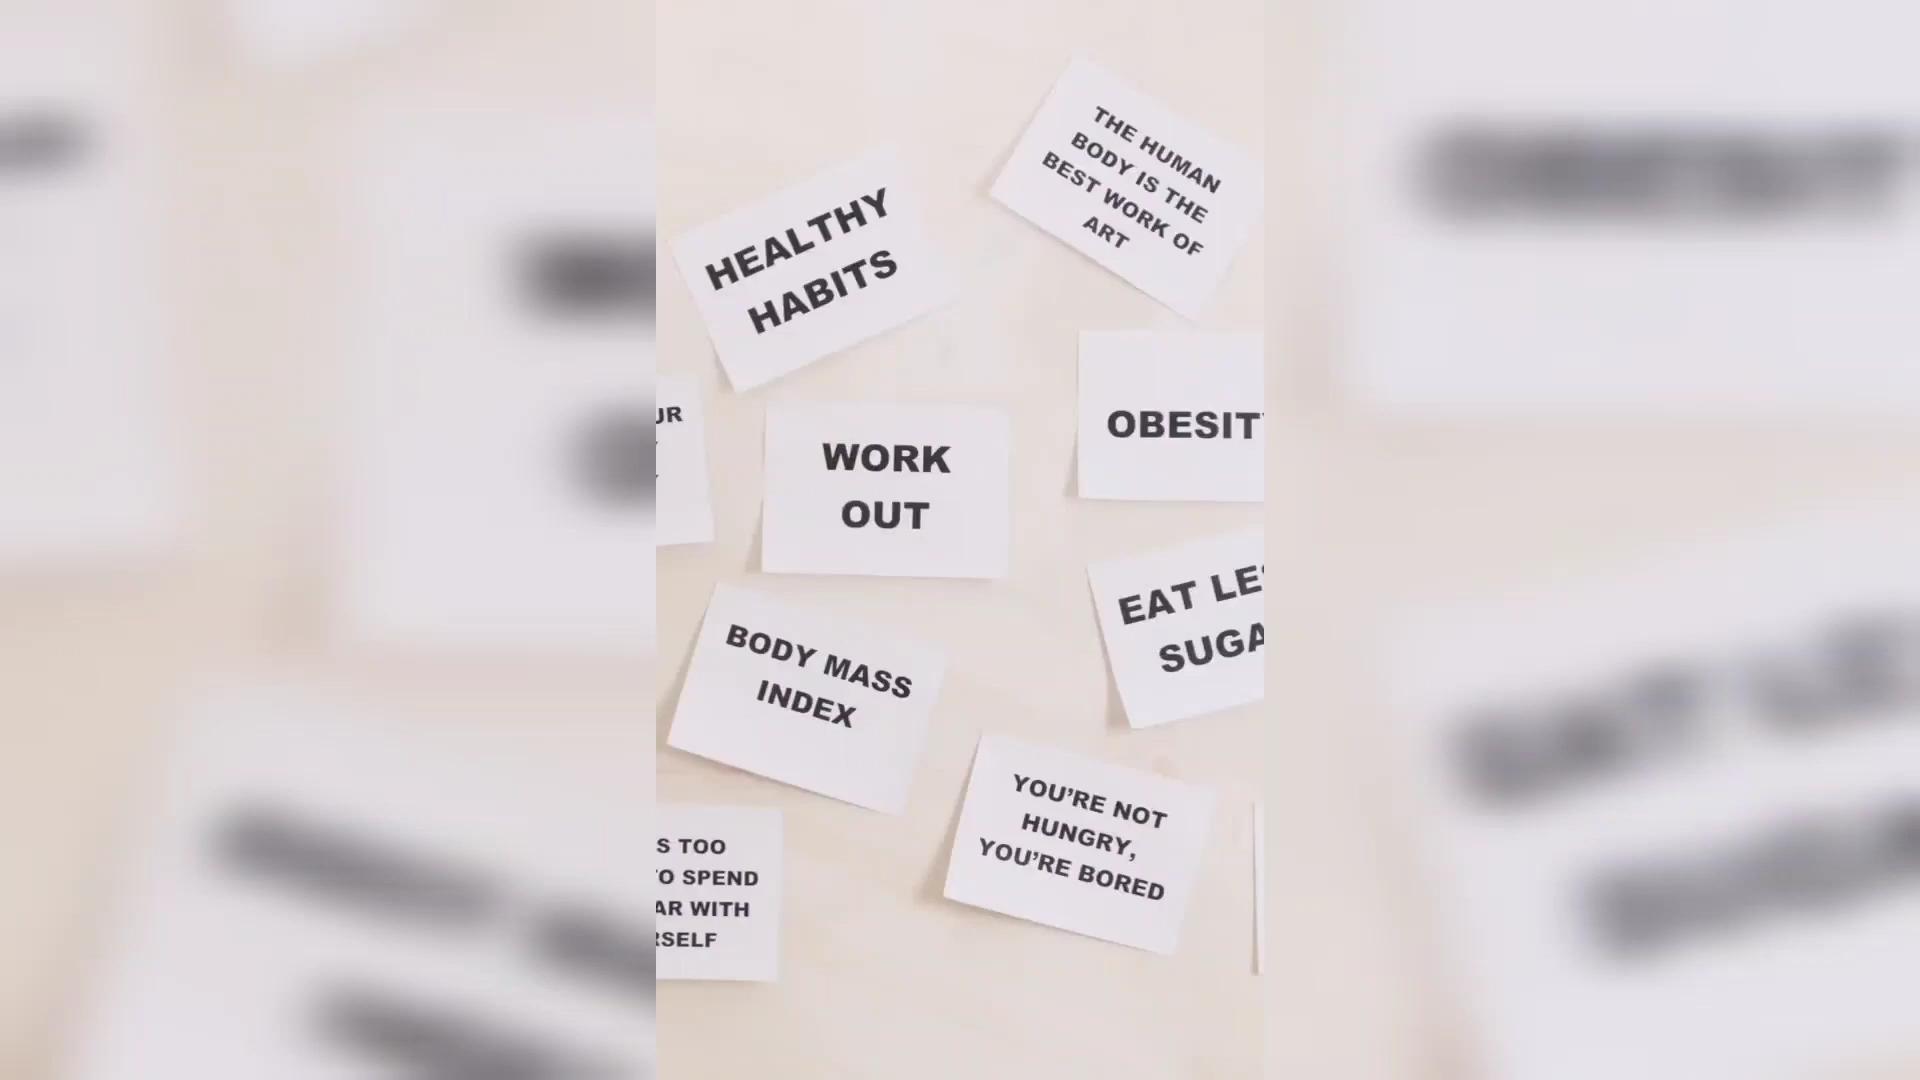 THE HUMAN
BODY IS THE
BEST WORK OF
ART
HEALTHY
HABITS
OBESIT
WORK
OUT
EAT LE
SUGA
BODY MASS
INDEX
YOU'RE NOT
HUNGRY,
YOU'RE BORED
S TOO
TO SPEND
AR WITH
RSELF